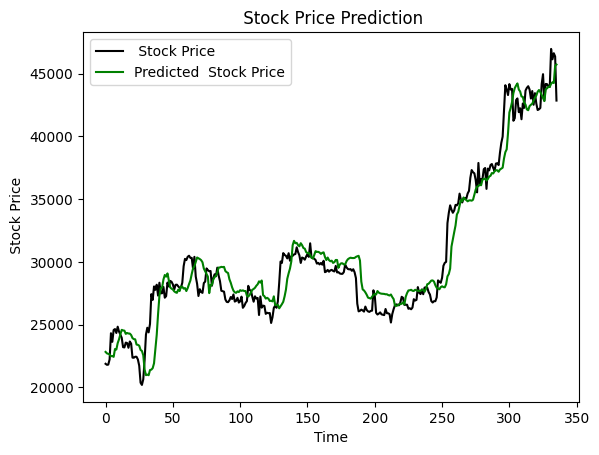 Stock Price Prediction
Stock Price
Predicted  Stock Price
45000
40000
35000
30000
25000
20000
Stock Price
0 50 100 150 200 250 300 350
Time